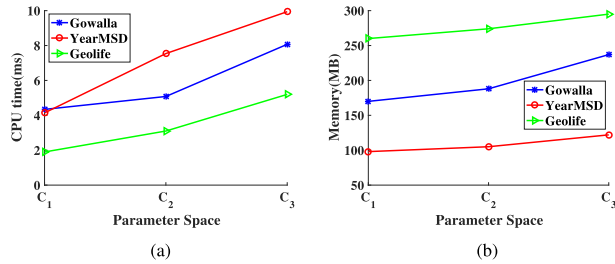 10
8
6
4
2
0
CPU time(ms)
Gowalla
YearMSD
Geolife
C1
C2
C3
Parameter Space
(a)
300
250
200
150
100
50
Memory(MB)
Gowalla
YearMSD
Geolife
C1
C2
C3
Parameter Space
(b)